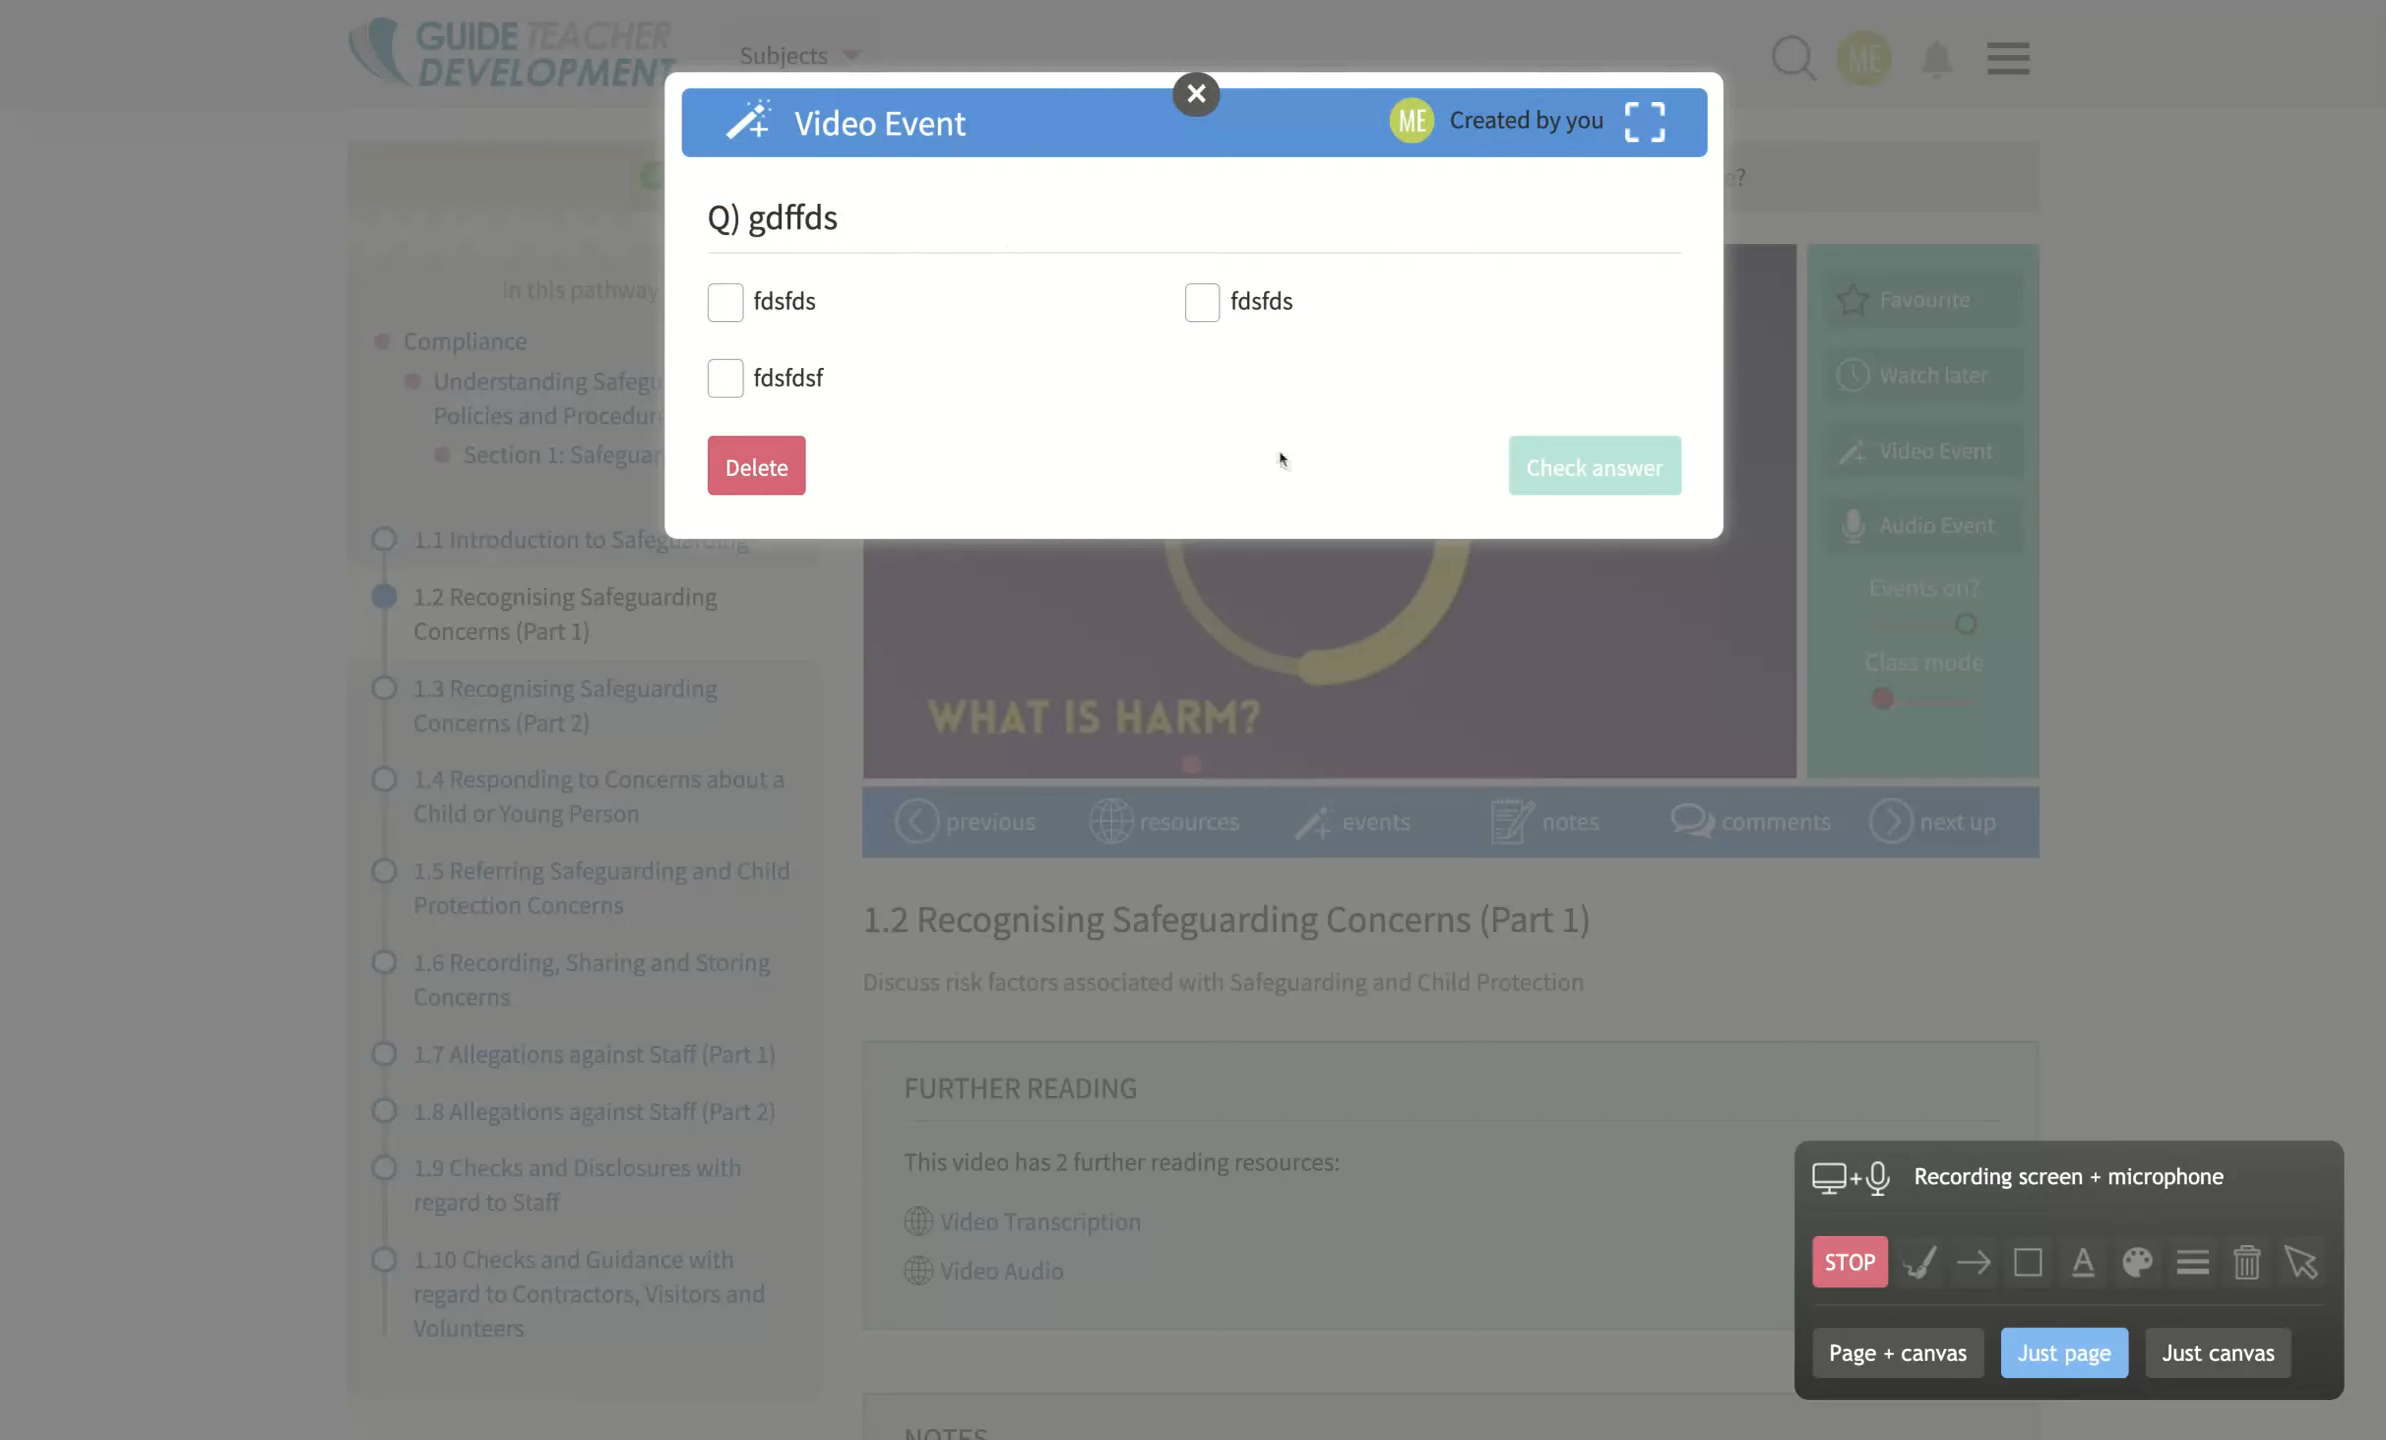 GUIDE TEACHER
DEVELOPMENT
Subjects
ME
Video Event
ME
Created by you
e?
Q) gdffds
fdsfds
fdsfds
fdsfdsf
Delete
Check answer
In this pathway
Compliance
Understanding Safegu
Policies and Procedur
Section 1: Safeguar
1.1 Introduction to Safeguarding
1.2 Recognising Safeguarding
Concerns (Part 1)
1.3 Recognising Safeguarding
Concerns (Part 2)
1.4 Responding to Concerns about a
Child or Young Person
1.5 Referring Safeguarding and Child
Protection Concerns
1.6 Recording, Sharing and Storing
Concerns
1.7 Allegations against Staff (Part 1)
1.8 Allegations against Staff (Part 2)
1.9 Checks and Disclosures with
regard to Staff
1.10 Checks and Guidance with
regard to Contractors, Visitors and
Volunteers
WHAT IS HARM?
Favourite
Watch later
Video Event
Audio Event
Events on?
Class mode
previous
resources
events
notes
comments
next up
1.2 Recognising Safeguarding Concerns (Part 1)
Discuss risk factors associated with Safeguarding and Child Protection
FURTHER READING
This video has 2 further reading resources:
Video Transcription
Video Audio
NOTES
Recording screen + microphone
STOP
A
Page + canvas
Just page
Just canvas